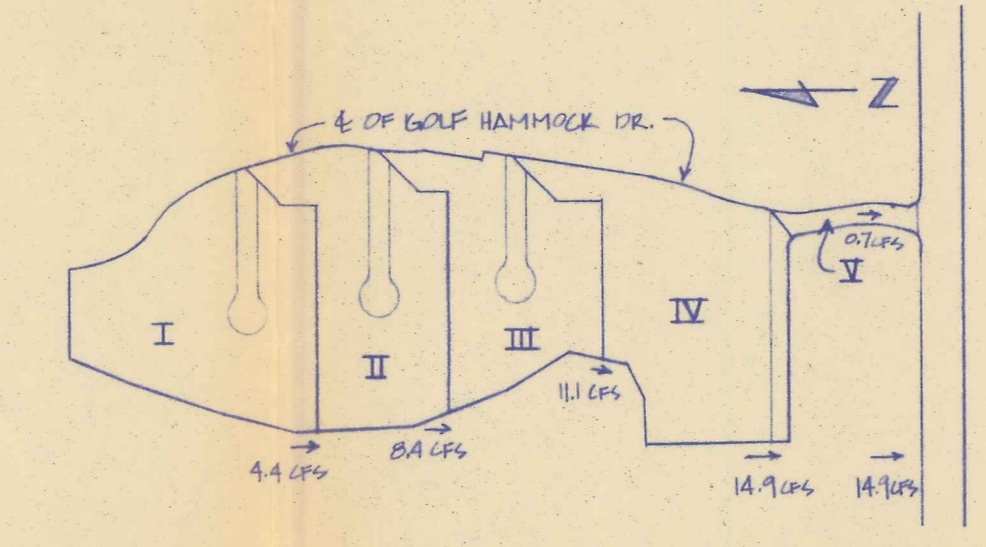 N
℄ OF GOLF HAMMOCK DR.
0.7 CFS
V
I
II
III
IV
11.1 CFS
8.4 CFS
4.4 CFS
14.9 CFS
14.9 CFS